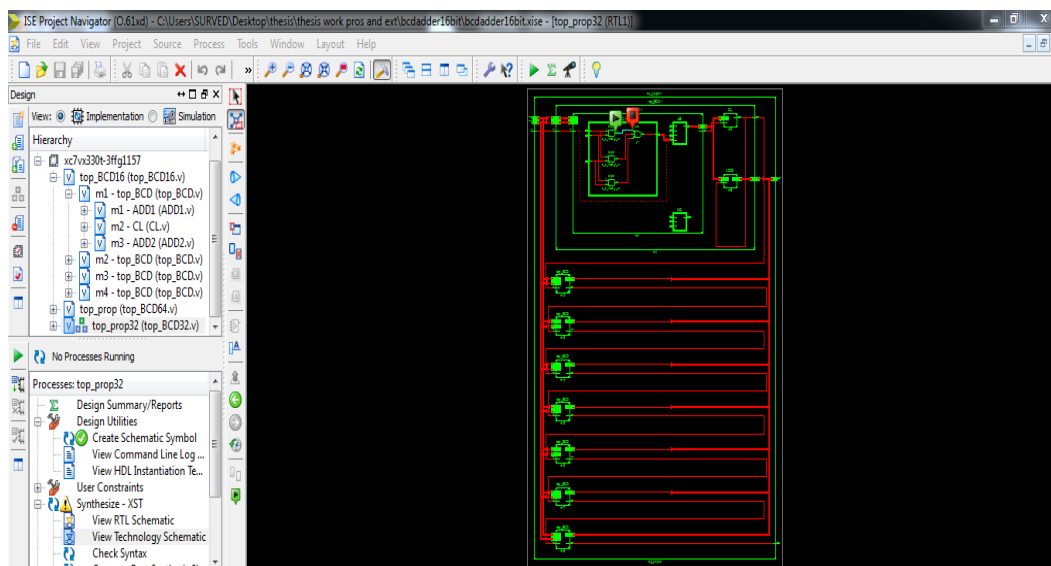 ISE Project Navigator (O.61xd) - C:\Users\SURVED\Desktop\thesis\thesis work pros and ext\bcdadder16bit\bcdadder16bit.xise - [top_prop32 (RTL1)]
File Edit View Project Source Process Tools Window Layout Help
Design
View: Implementation Simulation
Hierarchy
xc7vx330t-3ffg1157
top_BCD16 (top_BCD16.v)
m1 - top_BCD (top_BCD.v)
m1 - ADD1 (ADD1.v)
m2 - CL (CL.v)
m3 - ADD2 (ADD2.v)
m2 - top_BCD (top_BCD.v)
m3 - top_BCD (top_BCD.v)
m4 - top_BCD (top_BCD.v)
top_prop (top_BCD64.v)
top_prop32 (top_BCD32.v)
No Processes Running
Processes: top_prop32
Design Summary/Reports
Design Utilities
Create Schematic Symbol
View Command Line Log ...
View HDL Instantiation Te...
User Constraints
Synthesize - XST
View RTL Schematic
View Technology Schematic
Check Syntax